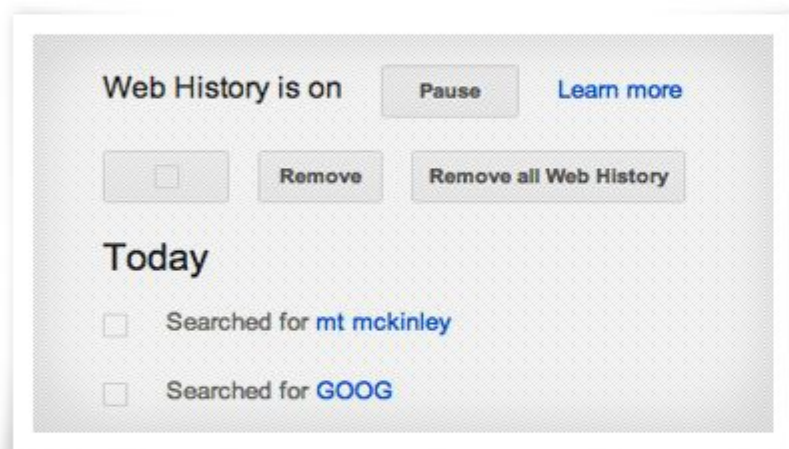 Web History is on Pause Learn more
Remove Remove all Web History
Today
Searched for mt mckinley
Searched for GOOG